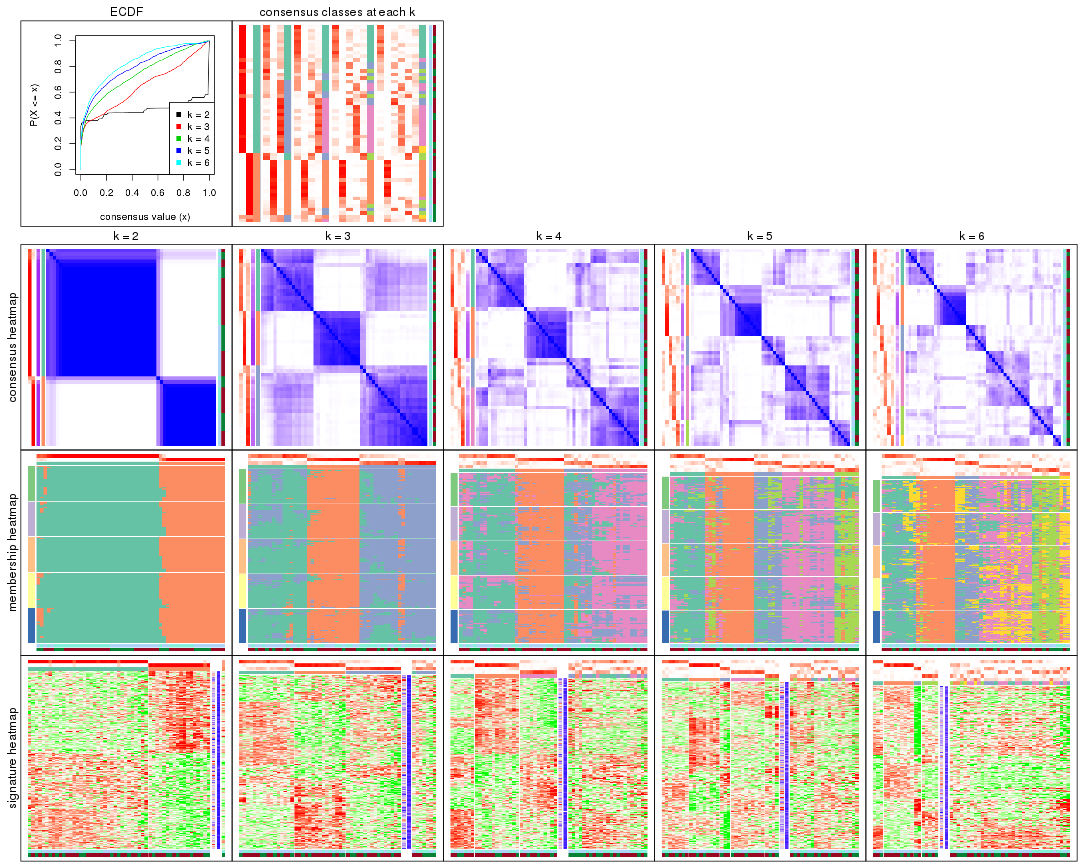 ECDF
consensus classes at each k
P(X <= x)
0.0 0.2 0.4 0.6 0.8 1.0
k = 2
k = 3
k = 4
k = 5
k = 6
0.0 0.2 0.4 0.6 0.8 1.0
consensus value (x)
k = 2
k = 3
k = 4
k = 5
k = 6
consensus heatmap
membership heatmap
signature heatmap